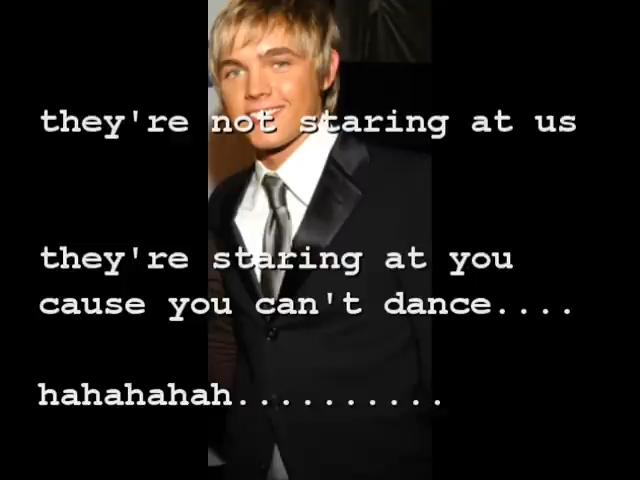 they're not staring at us
they're staring at you
cause you can't dance....
hahahahah..........